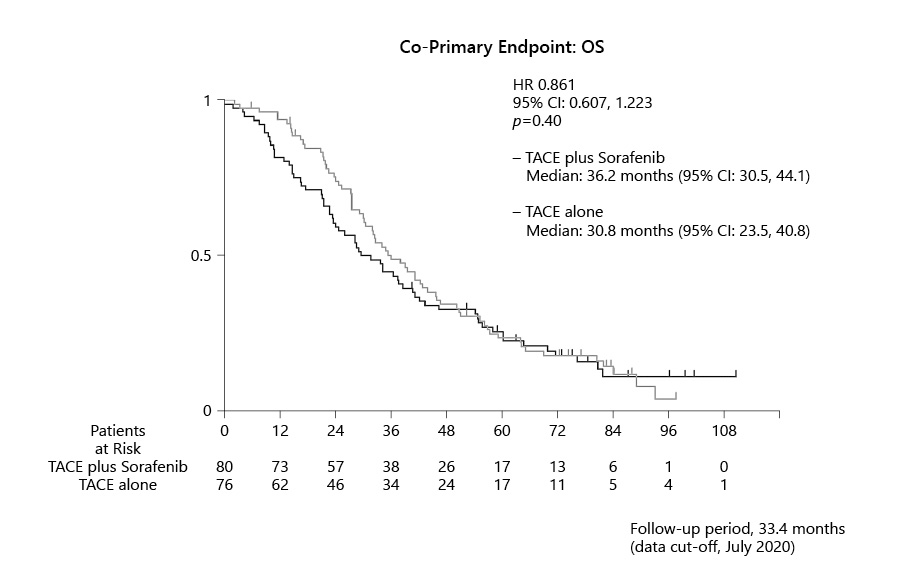 Co-Primary Endpoint: OS
HR 0.861
95% CI: 0.607, 1.223
p=0.40
– TACE plus Sorafenib
Median: 36.2 months (95% CI: 30.5, 44.1)
– TACE alone
Median: 30.8 months (95% CI: 23.5, 40.8)
1
0.5
0
0 12 24 36 48 60 72 84 96 108
Patients
at Risk
TACE plus Sorafenib 80 73 57 38 26 17 13 6 1 0
TACE alone 76 62 46 34 24 17 11 5 4 1
Follow-up period, 33.4 months
(data cut-off, July 2020)